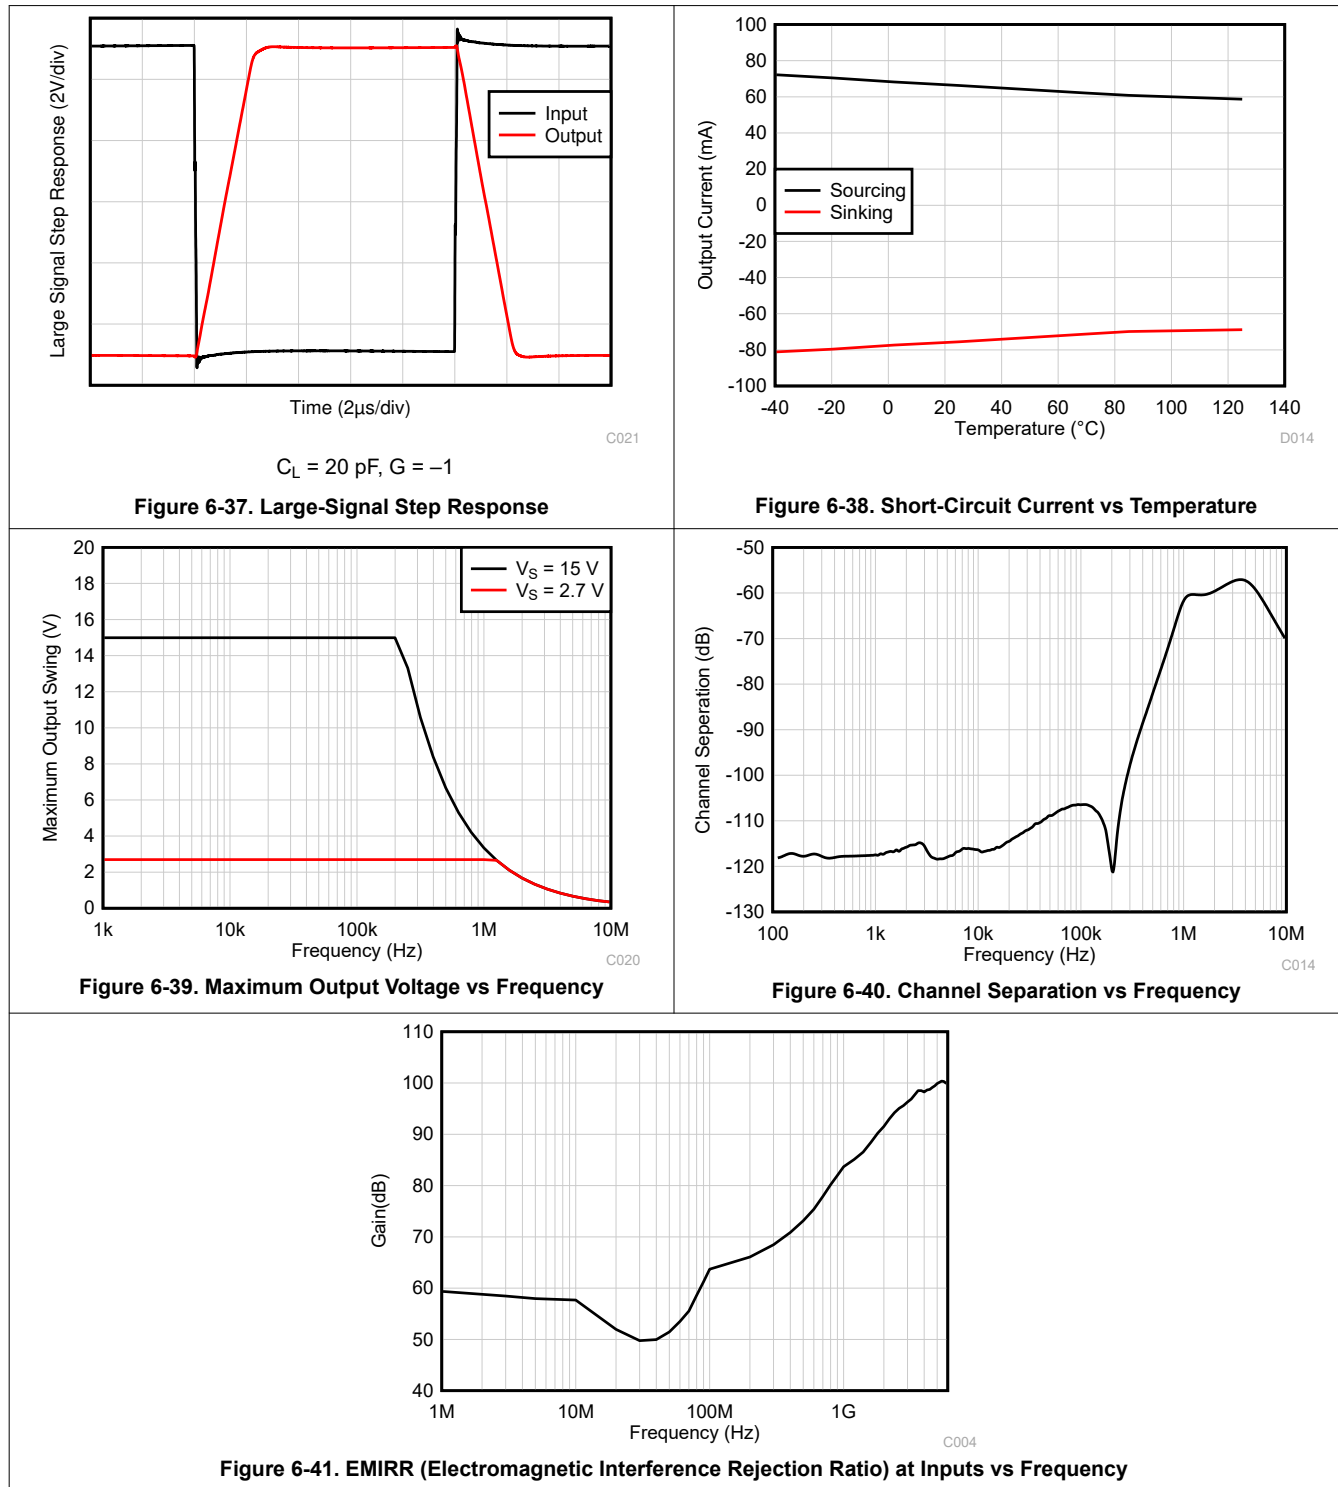 Large Signal Step Response (2V/div)
Input
Output
Time (2μs/div)
C021
CL = 20 pF, G = –1
Figure 6-37. Large-Signal Step Response
Output Current (mA)
100
80
60
40
20
0
-20
-40
-60
-80
-100
Sourcing
Sinking
-40 -20 0 20 40 60 80 100 120 140
Temperature (°C)
D014
Figure 6-38. Short-Circuit Current vs Temperature
Maximum Output Swing (V)
20
18
16
14
12
10
8
6
4
2
0
VS = 15 V
VS = 2.7 V
1k 10k 100k 1M 10M
Frequency (Hz)
C020
Figure 6-39. Maximum Output Voltage vs Frequency
Channel Seperation (dB)
-50
-60
-70
-80
-90
-100
-110
-120
-130
100 1k 10k 100k 1M 10M
Frequency (Hz)
C014
Figure 6-40. Channel Separation vs Frequency
Gain(dB)
110
100
90
80
70
60
50
40
1M 10M 100M 1G
Frequency (Hz)
C004
Figure 6-41. EMIRR (Electromagnetic Interference Rejection Ratio) at Inputs vs Frequency